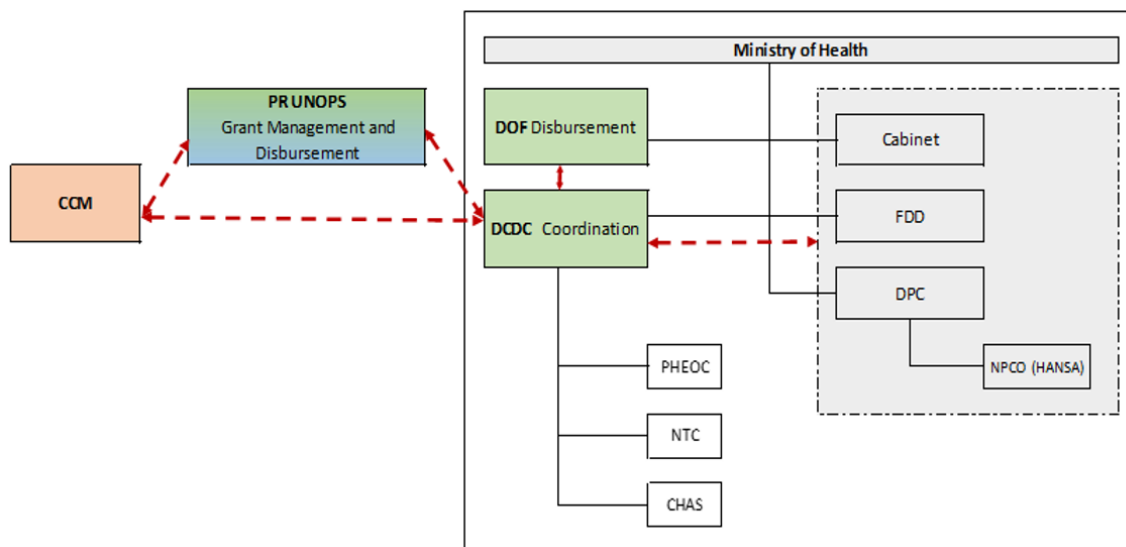 Ministry of Health
PR UNOPS
Grant Management and
Disbursement
DOF Disbursement
Cabinet
CCM
DCDC Coordination
FDD
DPC
PHEOC
NPCO (HANSA)
NTC
CHAS